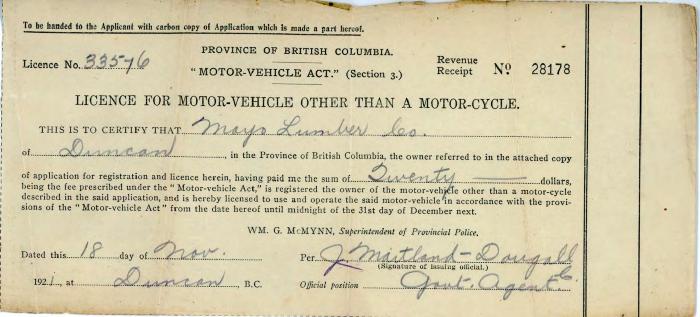 To be handed to the Applicant with carbon copy of Application which is made a part hereof.
PROVINCE OF BRITISH COLUMBIA.
Licence No. 33576
"MOTOR-VEHICLE ACT." (Section 3.)
Revenue Receipt No 28178
LICENCE FOR MOTOR-VEHICLE OTHER THAN A MOTOR-CYCLE.
THIS IS TO CERTIFY THAT Mayo Lumber Co.
of Duncan, in the Province of British Columbia, the owner referred to in the attached copy
of application for registration and licence herein, having paid me the sum of Twenty dollars,
being the fee prescribed under the "Motor-vehicle Act," is registered the owner of the motor-vehicle other than a motor-cycle
described in the said application, and is hereby licensed to use and operate the said motor-vehicle in accordance with the provi-
sions of the "Motor-vehicle Act" from the date hereof until midnight of the 31st day of December next.
WM. G. McMYNN, Superintendent of Provincial Police.
Dated this 18 day of Nov.
Per J. Maitland-Dougall
(Signature of issuing official.)
1921, at Duncan, B.C.
Official position Govt. Agent